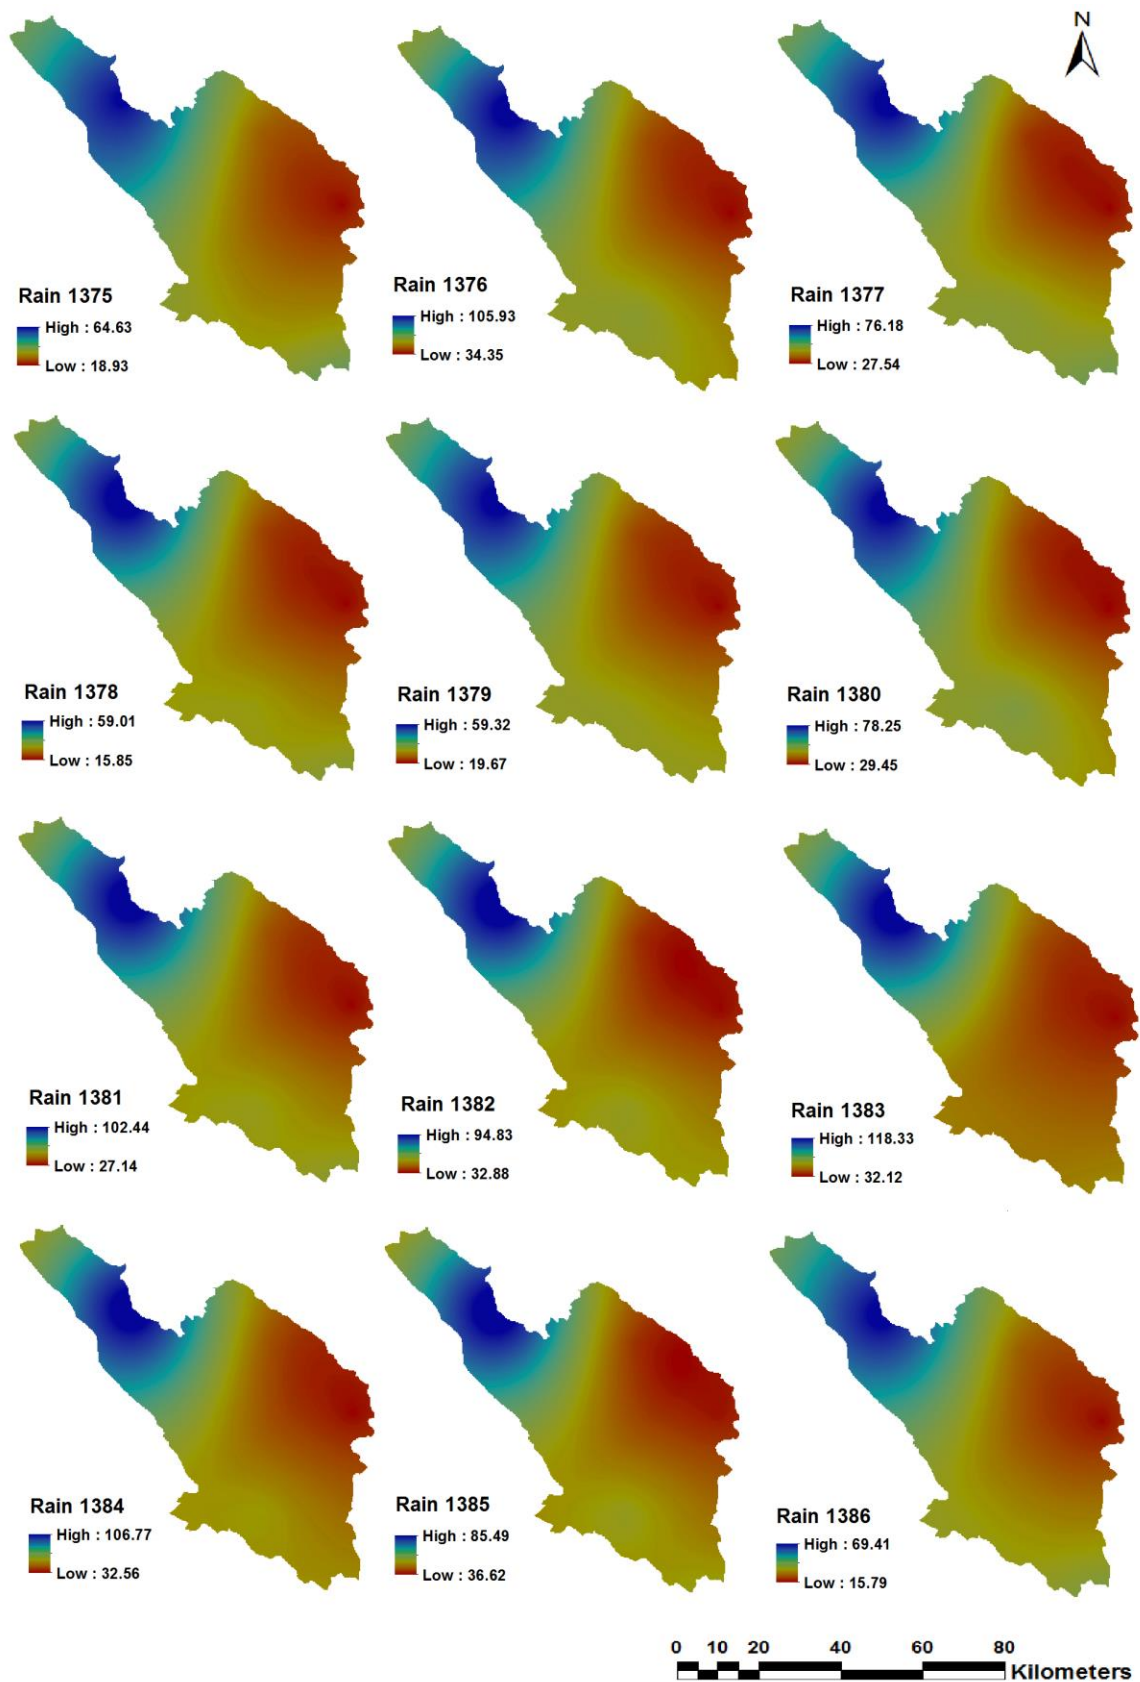 N
Rain 1375
High : 64.63
Low : 18.93
Rain 1376
High : 105.93
Low : 34.35
Rain 1377
High : 76.18
Low : 27.54
Rain 1378
High : 59.01
Low : 15.85
Rain 1379
High : 59.32
Low : 19.67
Rain 1380
High : 78.25
Low : 29.45
Rain 1381
High : 102.44
Low : 27.14
Rain 1382
High : 94.83
Low : 32.88
Rain 1383
High : 118.33
Low : 32.12
Rain 1384
High : 106.77
Low : 32.56
Rain 1385
High : 85.49
Low : 36.62
Rain 1386
High : 69.41
Low : 15.79
0 10 20 40 60 80
Kilometers